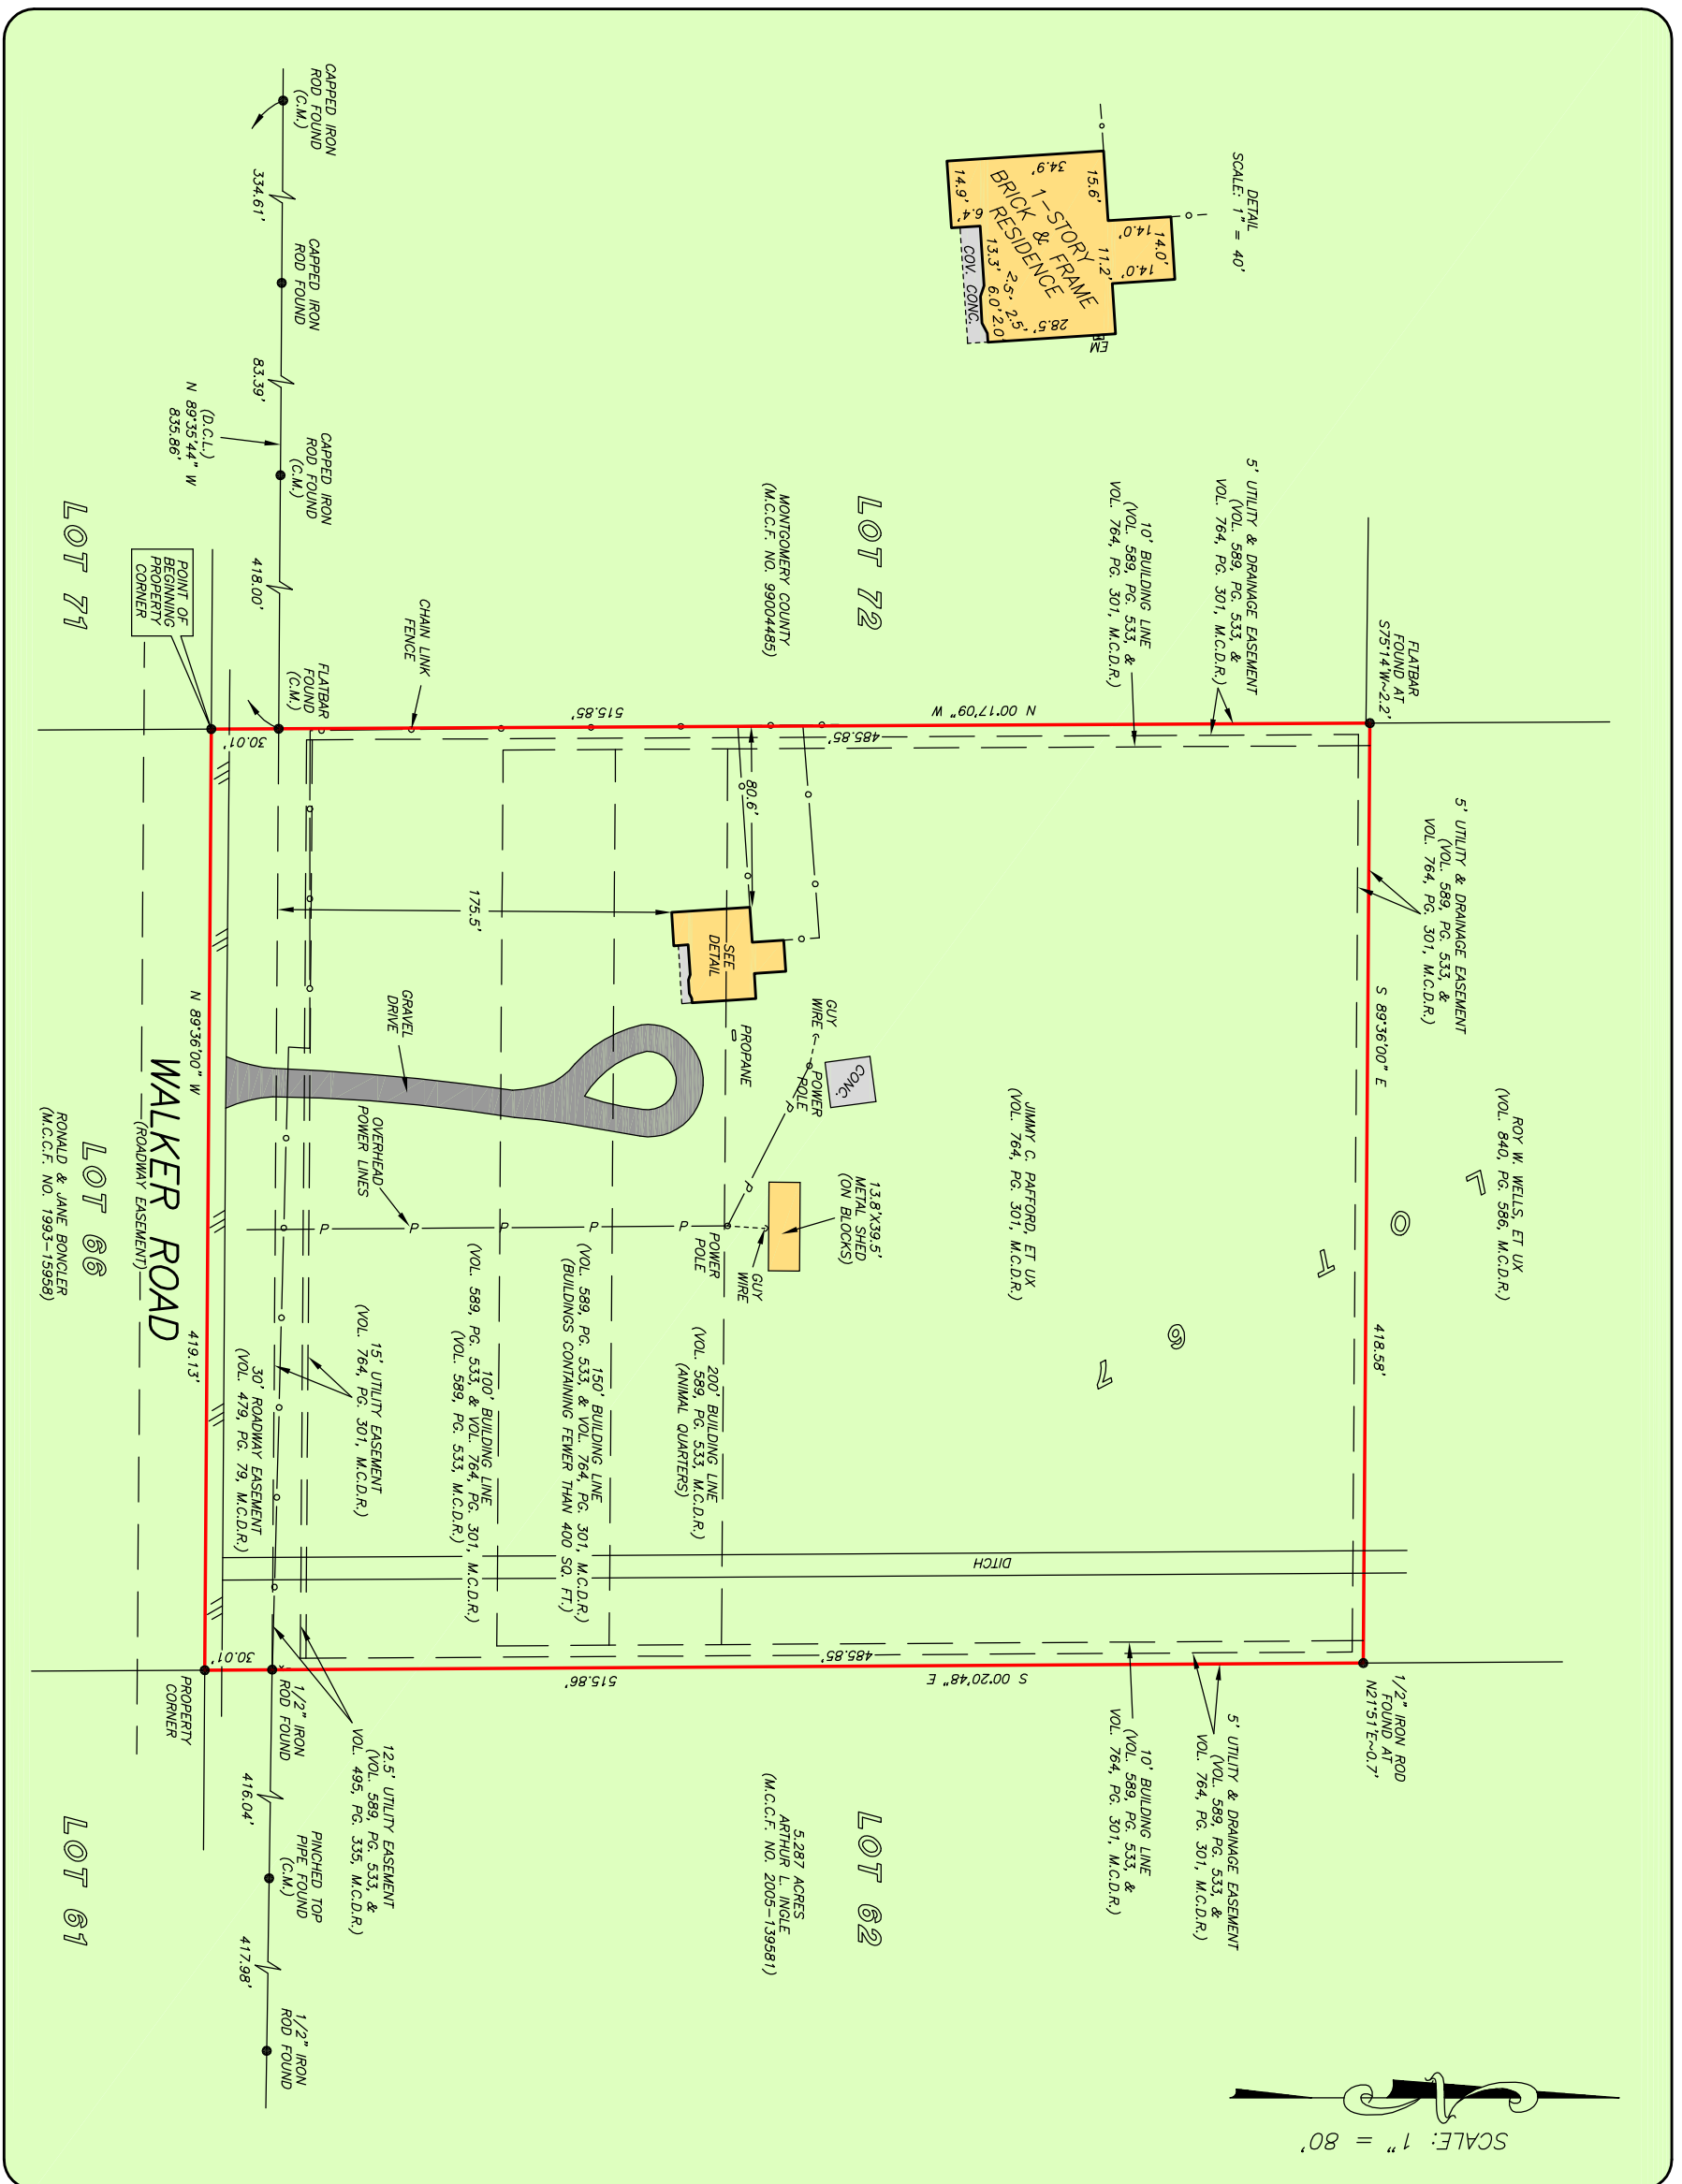 DETAIL
SCALE: 1" = 40'
15.6'
34.9'
14.0'
14.0'
14.0'
11.2'
1-STORY
BRICK & FRAME
RESIDENCE
28.5'
14.9'
6.4'
13.3'
2.5'
6.0'
2.5'
2.0'
COV. CONC.
EM
SCALE: 1" = 80'
FLATBAR
FOUND AT
S75°14'W~2.2'
5' UTILITY & DRAINAGE EASEMENT
(VOL. 589, PG. 533, &
VOL. 764, PG. 301, M.C.D.R.)
ROY W. WELLS, ET UX
(VOL. 840, PG. 586, M.C.D.R.)
S 89°36'00" E
418.58'
1/2" IRON ROD
FOUND AT
N21°51'E~0.7'
5' UTILITY & DRAINAGE EASEMENT
(VOL. 589, PG. 533, &
VOL. 764, PG. 301, M.C.D.R.)
10' BUILDING LINE
(VOL. 589, PG. 533, &
VOL. 764, PG. 301, M.C.D.R.)
LOT 67
JIMMY C. PAFFORD, ET UX
(VOL. 764, PG. 301, M.C.D.R.)
5' UTILITY & DRAINAGE EASEMENT
(VOL. 589, PG. 533, &
VOL. 764, PG. 301, M.C.D.R.)
10' BUILDING LINE
(VOL. 589, PG. 533, &
VOL. 764, PG. 301, M.C.D.R.)
N 00°17'09" W
515.85'
485.85'
DITCH
S 00°20'48" E
515.86'
485.85'
LOT 72
MONTGOMERY COUNTY
(M.C.C.F. NO. 99004485)
LOT 62
5.287 ACRES
ARTHUR L. INGLE
(M.C.C.F. NO. 2005-139581)
80.6'
SEE
DETAIL
GUY
WIRE
POWER
POLE
CONC.
PROPANE
13.8'X39.5'
METAL SHED
(ON BLOCKS)
POWER
POLE
GUY
WIRE
200' BUILDING LINE
(VOL. 589, PG. 533, M.C.D.R.)
(ANIMAL QUARTERS)
150' BUILDING LINE
(VOL. 589, PG. 533, & VOL. 764, PG. 301, M.C.D.R.)
(BUILDINGS CONTAINING FEWER THAN 400 SQ. FT.)
100' BUILDING LINE
(VOL. 589, PG. 533, & VOL. 764, PG. 301, M.C.D.R.)
(VOL. 589, PG. 533, M.C.D.R.)
175.5'
P
P
P
P
P
P
P
CHAIN LINK
FENCE
GRAVEL
DRIVE
OVERHEAD
POWER LINES
15' UTILITY EASEMENT
(VOL. 764, PG. 301, M.C.D.R.)
12.5' UTILITY EASEMENT
(VOL. 589, PG. 533, &
VOL. 495, PG. 335, M.C.D.R.)
CAPPED IRON
ROD FOUND
(C.M.)
334.61'
CAPPED IRON
ROD FOUND
83.39'
CAPPED IRON
ROD FOUND
(C.M.)
418.00'
FLATBAR
FOUND
(C.M.)
30.01'
30' ROADWAY EASEMENT
(VOL. 479, PG. 79, M.C.D.R.)
30.01'
1/2" IRON
ROD FOUND
416.04'
PINCHED TOP
PIPE FOUND
(C.M.)
417.98'
1/2" IRON
ROD FOUND
(D.C.L.)
N 89°35'44" W
835.86'
POINT OF
BEGINNING
PROPERTY
CORNER
N 89°36'00" W
419.13'
PROPERTY
CORNER
WALKER ROAD
(ROADWAY EASEMENT)
LOT 71
LOT 66
RONALD & JANE BONCLER
(M.C.C.F. NO. 1993-15958)
LOT 61